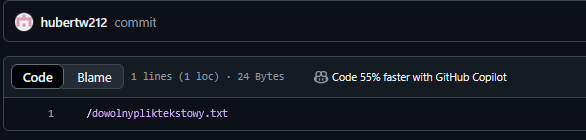 hubertw212 commit
Code Blame 1 lines (1 loc) · 24 Bytes Code 55% faster with GitHub Copilot
1 /dowolnypliktekstowy.txt